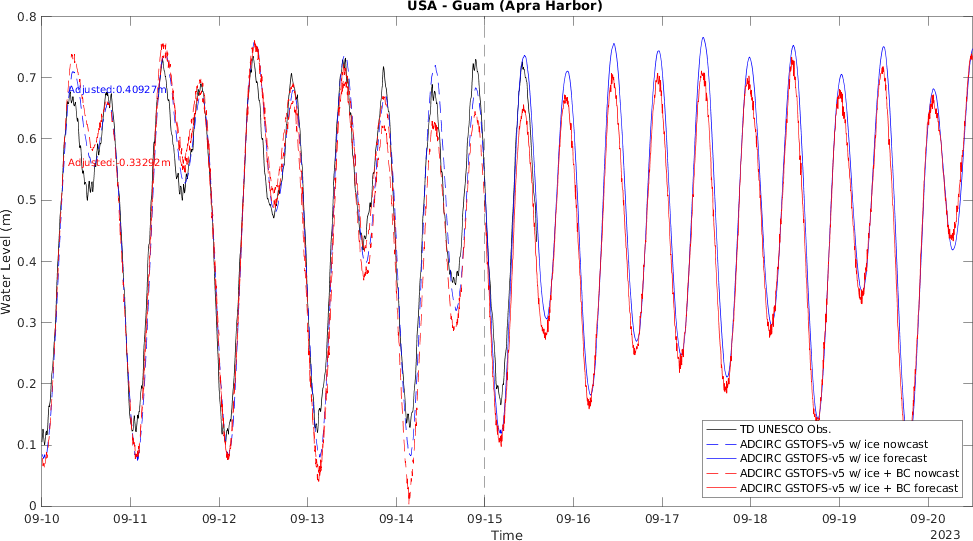 USA - Guam (Apra Harbor)
0.8
0.7
0.6
0.5
0.4
0.3
0.2
0.1
0
Water Level (m)
Adjusted:0.40927m
Adjusted:-0.33292m
TD UNESCO Obs.
ADCIRC GSTOFS-v5 w/ ice nowcast
ADCIRC GSTOFS-v5 w/ ice forecast
ADCIRC GSTOFS-v5 w/ ice + BC nowcast
ADCIRC GSTOFS-v5 w/ ice + BC forecast
09-10 09-11 09-12 09-13 09-14 09-15 09-16 09-17 09-18 09-19 09-20
Time
2023